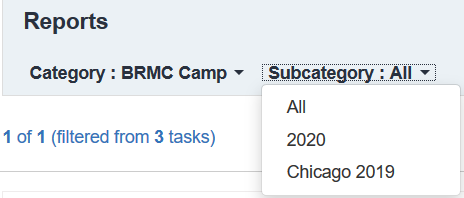 Reports
Category : BRMC Camp Subcategory : All
All
2020
Chicago 2019
1 of 1 (filtered from 3 tasks)